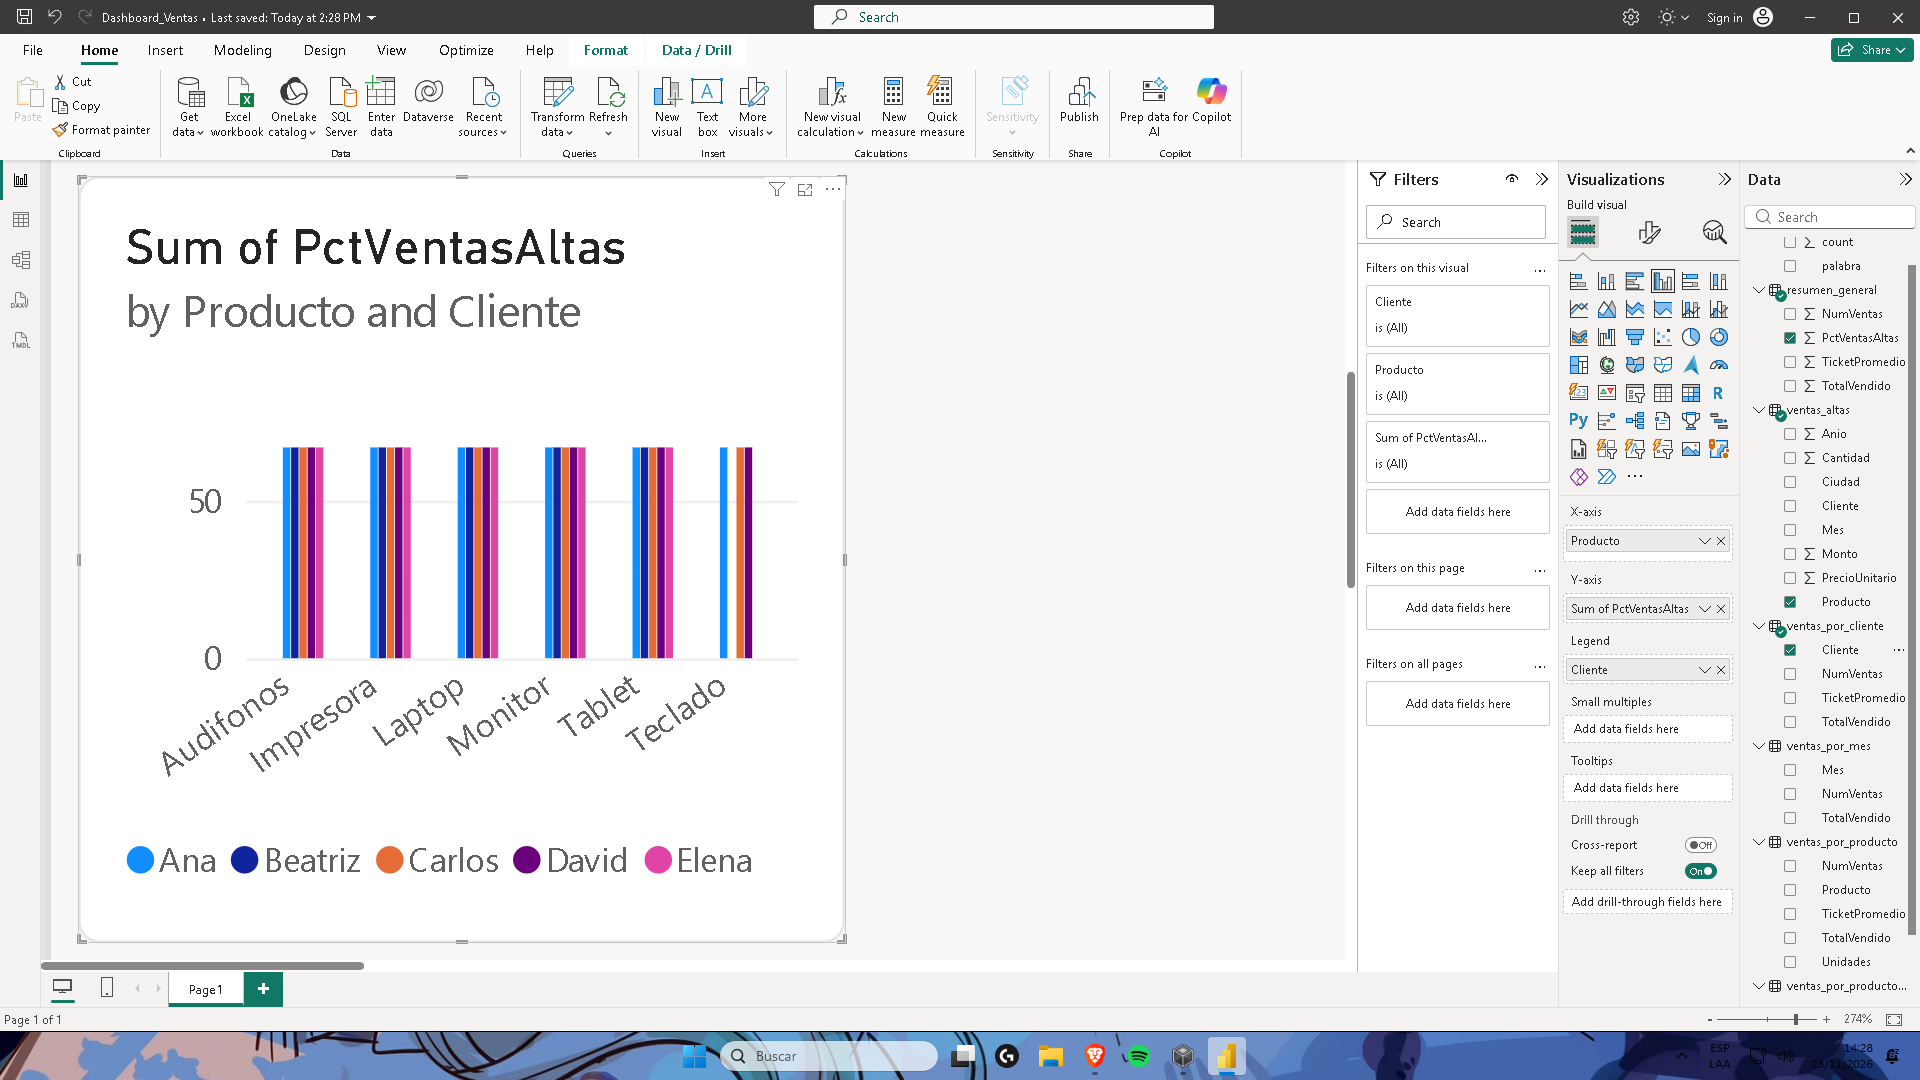 Dashboard_Ventas • Last saved: Today at 2:28 PM
Search
Sign in
File
Home
Insert
Modeling
Design
View
Optimize
Help
Format
Data / Drill
Share
Paste
Cut
Copy
Format painter
Clipboard
Get data
Excel workbook
OneLake catalog
SQL Server
Enter data
Dataverse
Recent sources
Data
Transform data
Refresh
Queries
New visual
Text box
More visuals
Insert
New visual calculation
New measure
Quick measure
Calculations
Sensitivity
Sensitivity
Publish
Share
Prep data for AI
Copilot
Copilot
DAX
TMDL
Sum of PctVentasAltas
by Producto and Cliente
50
0
Audifonos
Impresora
Laptop
Monitor
Tablet
Teclado
Ana
Beatriz
Carlos
David
Elena
Filters
Search
Filters on this visual
Cliente
is (All)
Producto
is (All)
Sum of PctVentasAl...
is (All)
Add data fields here
Filters on this page
Add data fields here
Filters on all pages
Add data fields here
Visualizations
Build visual
123
R
Py
X-axis
Producto
Y-axis
Sum of PctVentasAltas
Legend
Cliente
Small multiples
Add data fields here
Tooltips
Add data fields here
Drill through
Cross-report
Off
Keep all filters
On
Add drill-through fields here
Data
Search
count
palabra
resumen_general
NumVentas
PctVentasAltas
TicketPromedio
TotalVendido
ventas_altas
Anio
Cantidad
Ciudad
Cliente
Mes
Monto
PrecioUnitario
Producto
ventas_por_cliente
Cliente
NumVentas
TicketPromedio
TotalVendido
ventas_por_mes
Mes
NumVentas
TotalVendido
ventas_por_producto
NumVentas
Producto
TicketPromedio
TotalVendido
Unidades
ventas_por_producto...
Page1
Page 1 of 1
274%
Buscar
ESP
LAA
14:28
23/11/2026